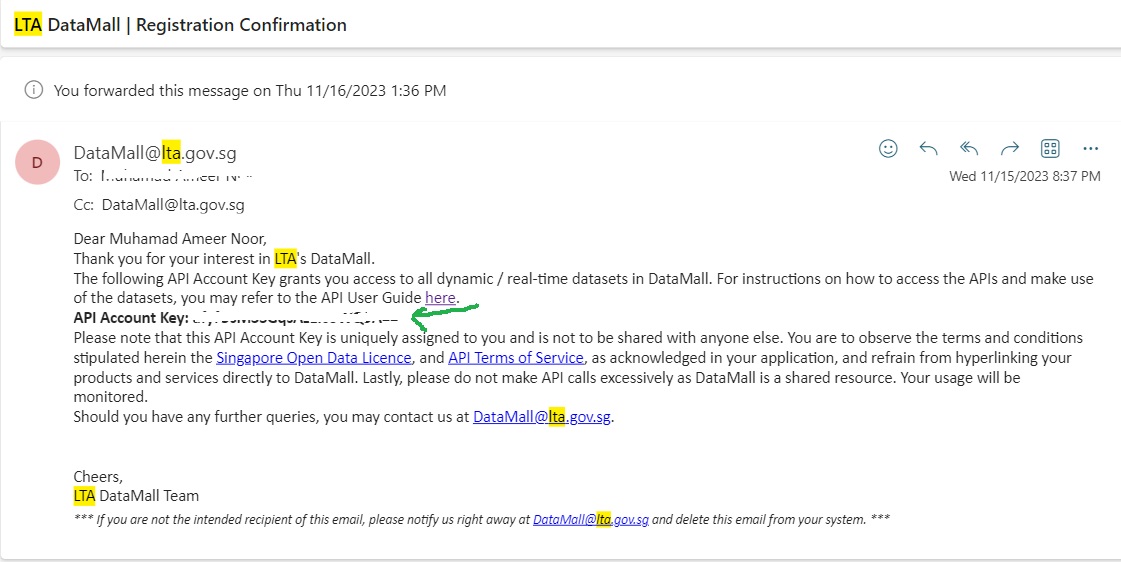 LTA DataMall | Registration Confirmation
You forwarded this message on Thu 11/16/2023 1:36 PM
D
DataMall@lta.gov.sg
To:
Wed 11/15/2023 8:37 PM
Cc: DataMall@lta.gov.sg
Dear Muhamad Ameer Noor,
Thank you for your interest in LTA's DataMall.
The following API Account Key grants you access to all dynamic / real-time datasets in DataMall. For instructions on how to access the APIs and make use
of the datasets, you may refer to the API User Guide here.
API Account Key:
Please note that this API Account Key is uniquely assigned to you and is not to be shared with anyone else. You are to observe the terms and conditions
stipulated herein the Singapore Open Data Licence, and API Terms of Service, as acknowledged in your application, and refrain from hyperlinking your
products and services directly to DataMall. Lastly, please do not make API calls excessively as DataMall is a shared resource. Your usage will be
monitored.
Should you have any further queries, you may contact us at DataMall@lta.gov.sg.
Cheers,
LTA DataMall Team
*** If you are not the intended recipient of this email, please notify us right away at DataMall@lta.gov.sg and delete this email from your system. ***